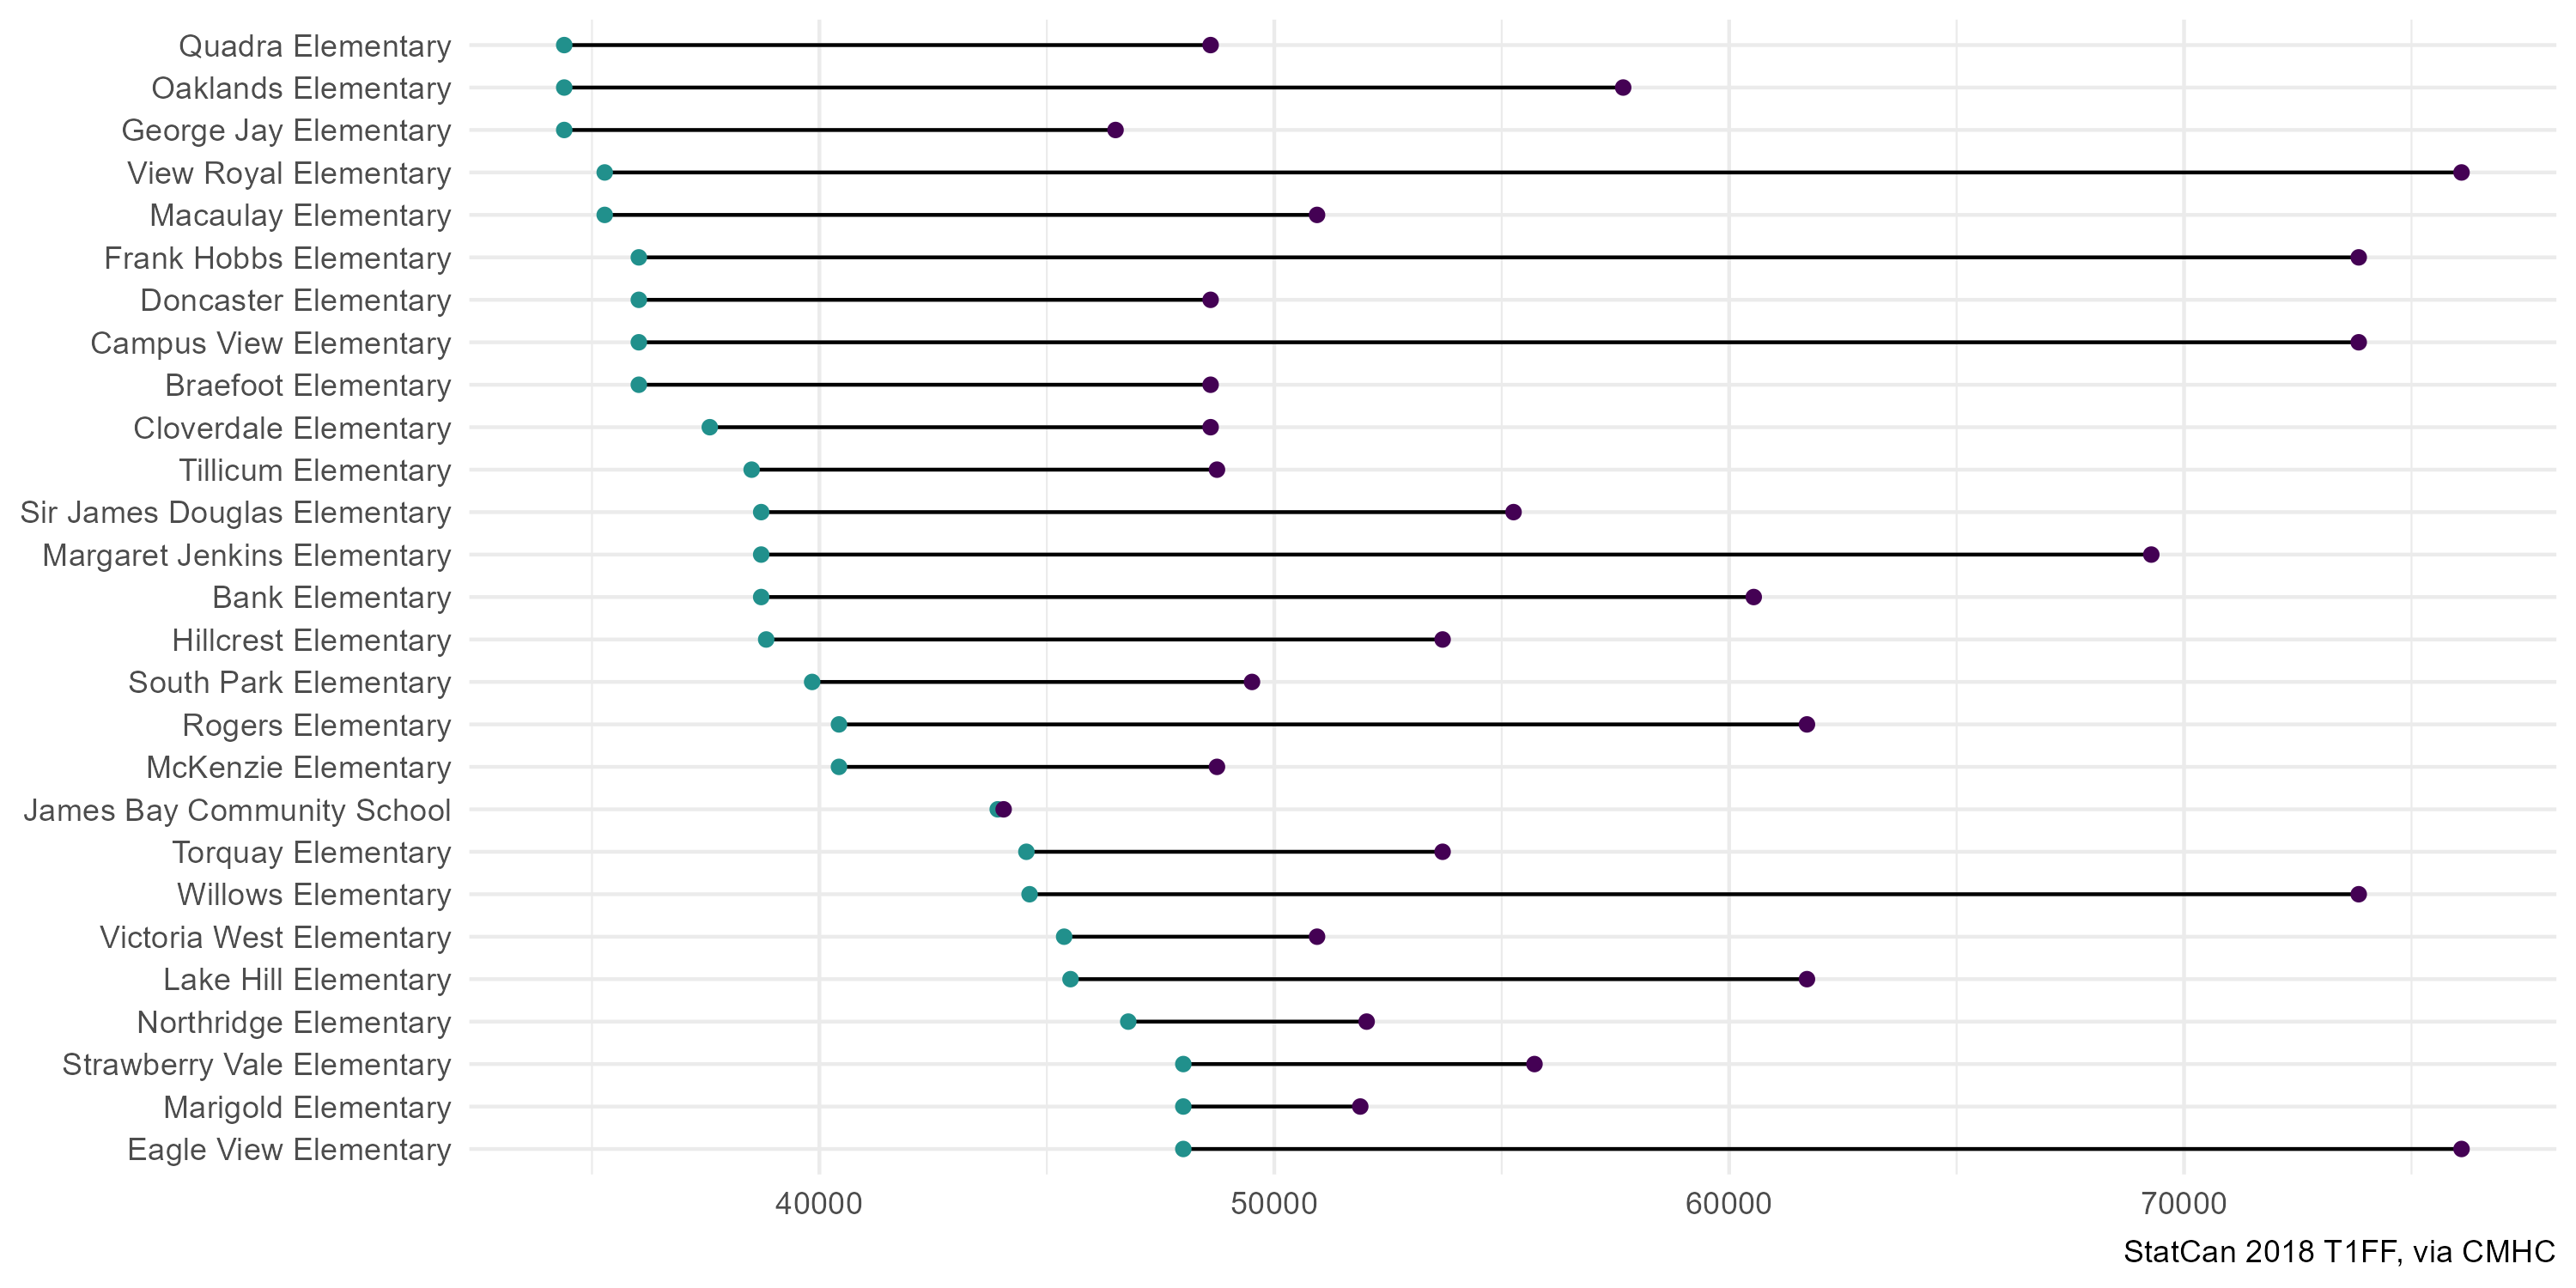 Quadra Elementary
Oaklands Elementary
George Jay Elementary
View Royal Elementary
Macaulay Elementary
Frank Hobbs Elementary
Doncaster Elementary
Campus View Elementary
Braefoot Elementary
Cloverdale Elementary
Tillicum Elementary
Sir James Douglas Elementary
Margaret Jenkins Elementary
Bank Elementary
Hillcrest Elementary
South Park Elementary
Rogers Elementary
McKenzie Elementary
James Bay Community School
Torquay Elementary
Willows Elementary
Victoria West Elementary
Lake Hill Elementary
Northridge Elementary
Strawberry Vale Elementary
Marigold Elementary
Eagle View Elementary
40000 50000 60000 70000
StatCan 2018 T1FF, via CMHC